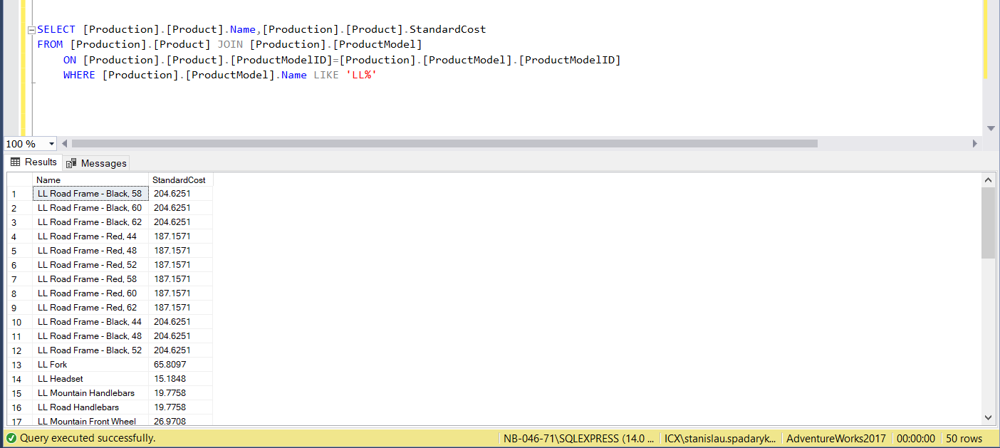 SELECT [Production].[Product].Name,[Production].[Product].StandardCost
FROM [Production].[Product] JOIN [Production].[ProductModel]
ON [Production].[Product].[ProductModelID]=[Production].[ProductModel].[ProductModelID]
WHERE [Production].[ProductModel].Name LIKE 'LL%'
100 %
Results Messages
Name StandardCost
1 LL Road Frame - Black, 58 204.6251
2 LL Road Frame - Black, 60 204.6251
3 LL Road Frame - Black, 62 204.6251
4 LL Road Frame - Red, 44 187.1571
5 LL Road Frame - Red, 48 187.1571
6 LL Road Frame - Red, 52 187.1571
7 LL Road Frame - Red, 58 187.1571
8 LL Road Frame - Red, 60 187.1571
9 LL Road Frame - Red, 62 187.1571
10 LL Road Frame - Black, 44 204.6251
11 LL Road Frame - Black, 48 204.6251
12 LL Road Frame - Black, 52 204.6251
13 LL Fork 65.8097
14 LL Headset 15.1848
15 LL Mountain Handlebars 19.7758
16 LL Road Handlebars 19.7758
17 LL Mountain Front Wheel 26.9708
Query executed successfully. NB-046-71\SQLEXPRESS (14.0 ... ICX\stanislau.spadaryk... AdventureWorks2017 00:00:00 50 rows